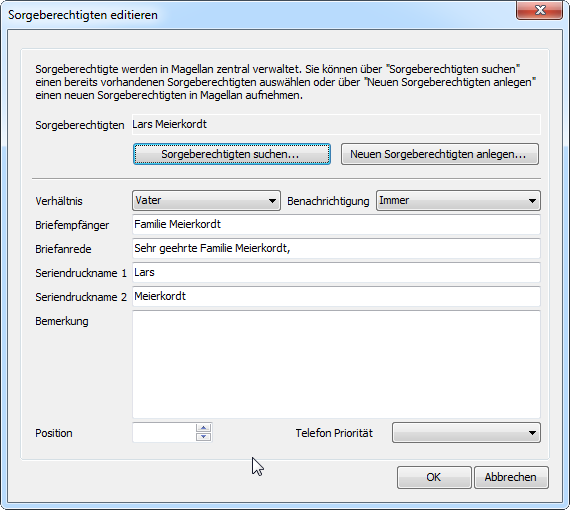 Sorgeberechtigten editieren
Sorgeberechtigte werden in Magellan zentral verwaltet. Sie können über "Sorgeberechtigten suchen"
einen bereits vorhandenen Sorgeberechtigten auswählen oder über "Neuen Sorgeberechtigten anlegen"
einen neuen Sorgeberechtigten in Magellan aufnehmen.
Sorgeberechtigten Lars Meierkordt
Sorgeberechtigten suchen... Neuen Sorgeberechtigten anlegen...
Verhältnis Vater Benachrichtigung Immer
Briefempfänger Familie Meierkordt
Briefanrede Sehr geehrte Familie Meierkordt,
Seriendruckname 1 Lars
Seriendruckname 2 Meierkordt
Bemerkung
Position Telefon Priorität
OK Abbrechen